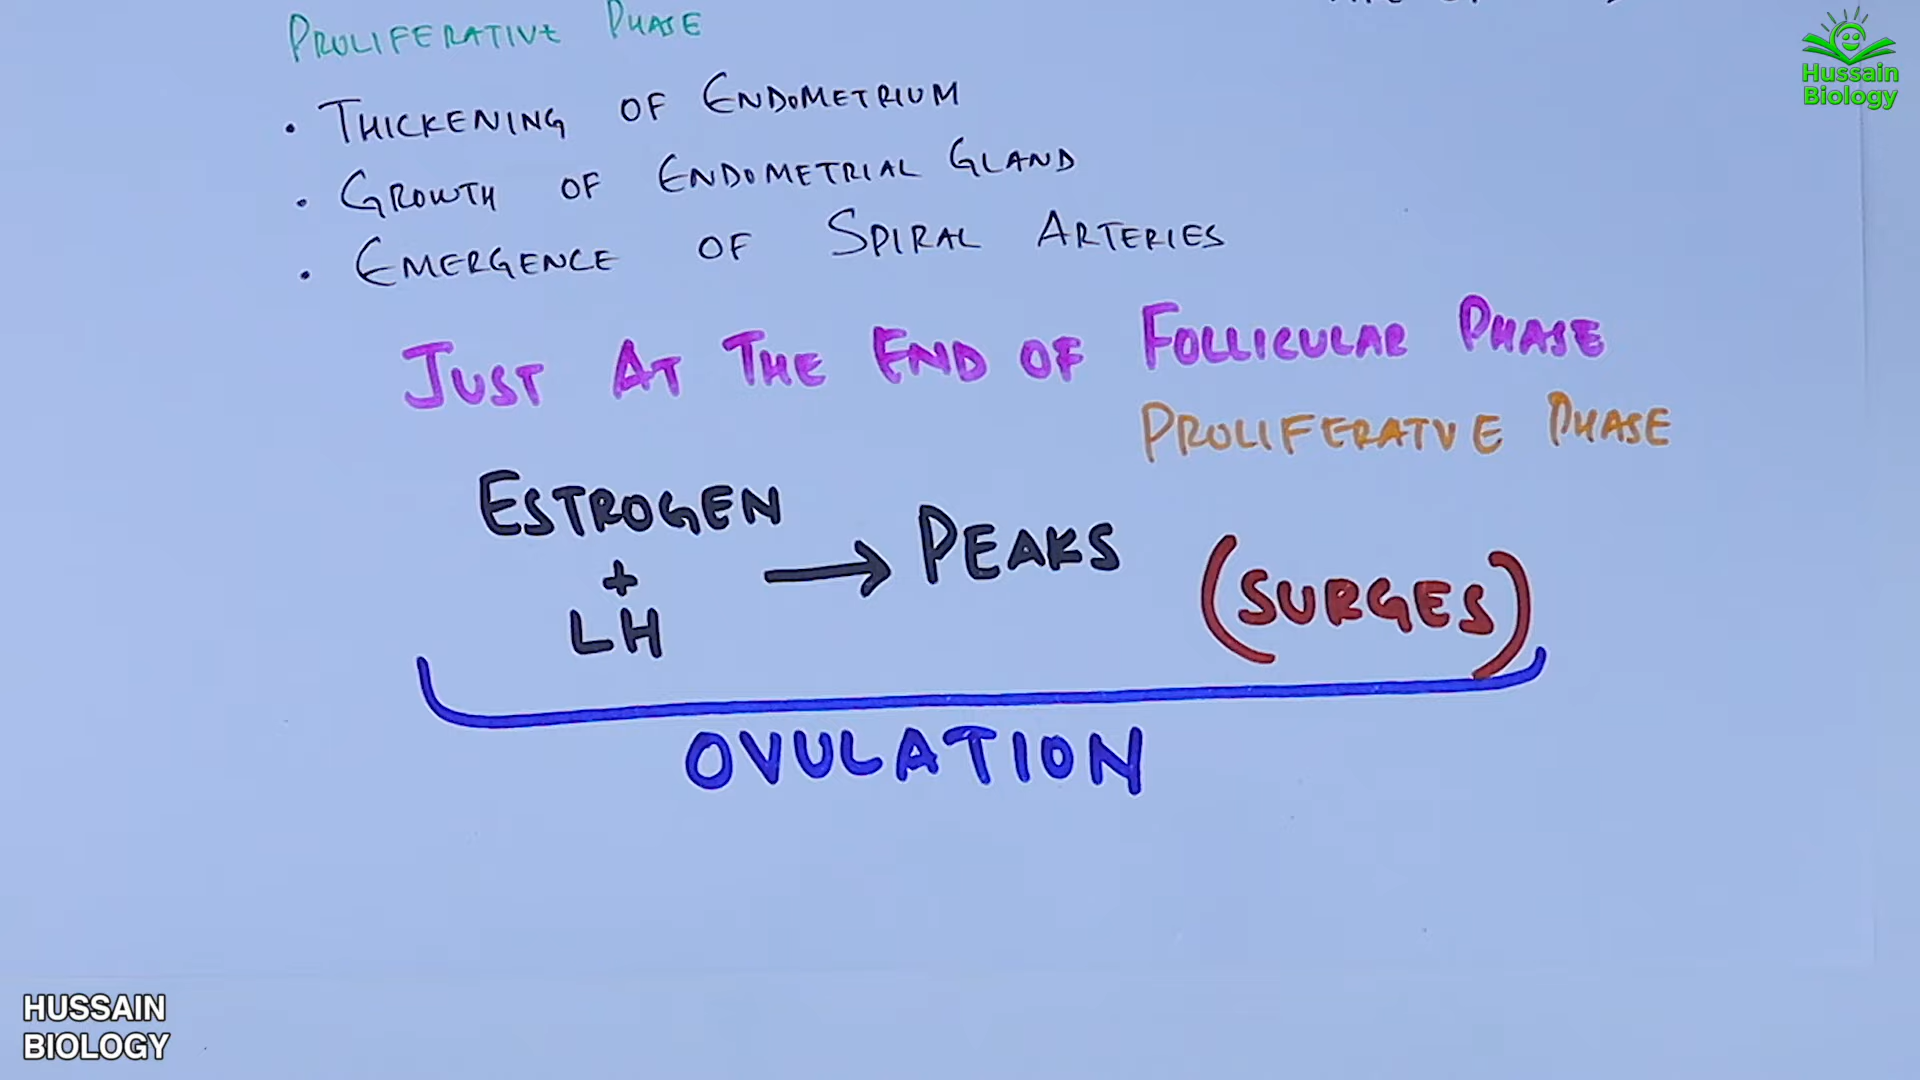 PROLIFERATIVE PHASE
Hussain
Biology
• THICKENING OF ENDOMETRIUM
• GROWTH OF ENDOMETRIAL GLAND
• EMERGENCE OF SPIRAL ARTERIES
JUST AT THE END OF FOLLICULAR PHASE
PROLIFERATVE PHASE
ESTROGEN
+
LH
→ PEAKS
(SURGES)
OVULATION
HUSSAIN
BIOLOGY